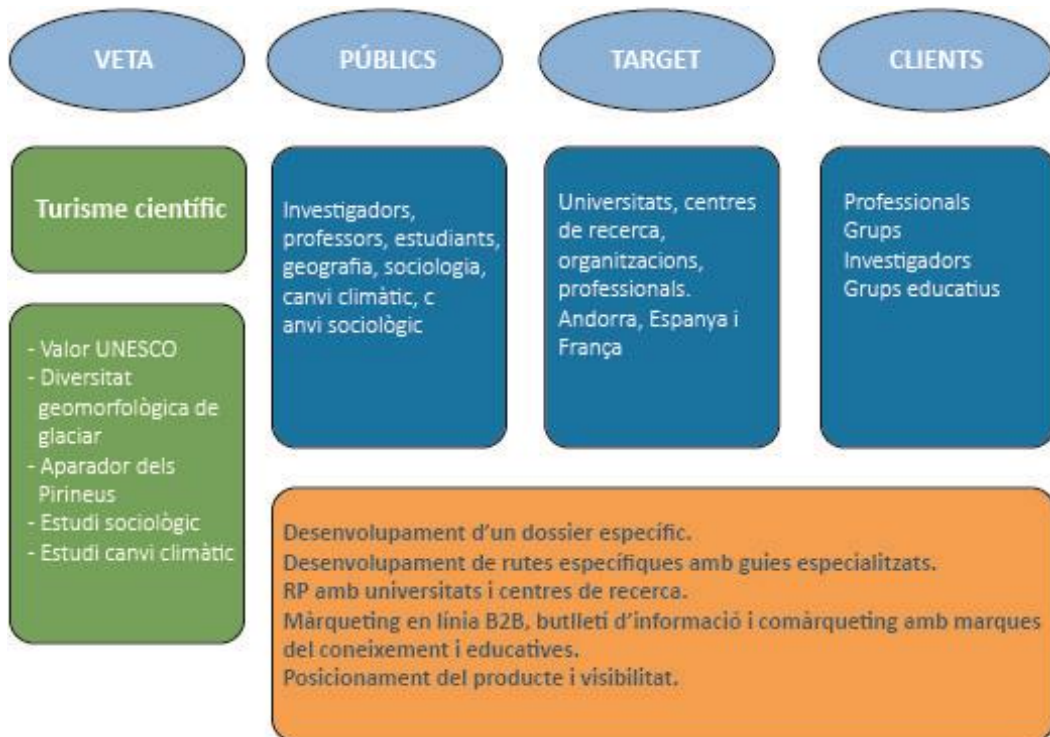 VETA
PÚBLICS
TARGET
CLIENTS
Turisme científic
- Valor UNESCO
- Diversitat
geomorfològica de
glaciar
- Aparador dels
Pirineus
- Estudi sociològic
- Estudi canvi climàtic
Investigadors,
professors, estudiants,
geografia, sociologia,
canvi climàtic, c
anvi sociològic
Universitats, centres
de recerca,
organitzacions,
professionals.
Andorra, Espanya i
França
Professionals
Grups
Investigadors
Grups educatius
Desenvolupament d'un dossier específic.
Desenvolupament de rutes específiques amb guies especialitzats.
RP amb universitats i centres de recerca.
Màrqueting en línia B2B, butlletí d'informació i comàrqueting amb marques
del coneixement i educatives.
Posicionament del producte i visibilitat.